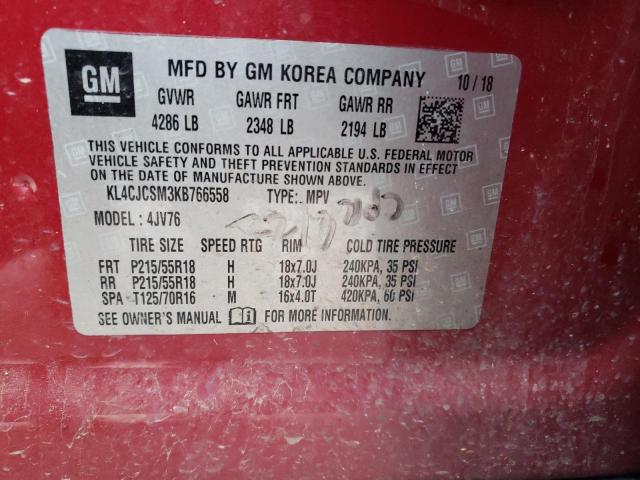 GM
MFD BY GM KOREA COMPANY 10 / 18
GVWR GAWR FRT GAWR RR
4286 LB 2348 LB 2194 LB
THIS VEHICLE CONFORMS TO ALL APPLICABLE U.S. FEDERAL MOTOR
VEHICLE SAFETY AND THEFT PREVENTION STANDARDS IN EFFECT
ON THE DATE OF MANUFACTURE SHOWN ABOVE.
KL4CJCSM3KB766558 TYPE: MPV
MODEL: 4JV76
TIRE SIZE SPEED RTG RIM COLD TIRE PRESSURE
FRT P215/55R18 H 18x7.0J 240KPA, 35 PSI
RR P215/55R18 H 18x7.0J 240KPA, 35 PSI
SPA T125/70R16 M 16x4.0T 420KPA, 60 PSI
SEE OWNER'S MANUAL FOR MORE INFORMATION.